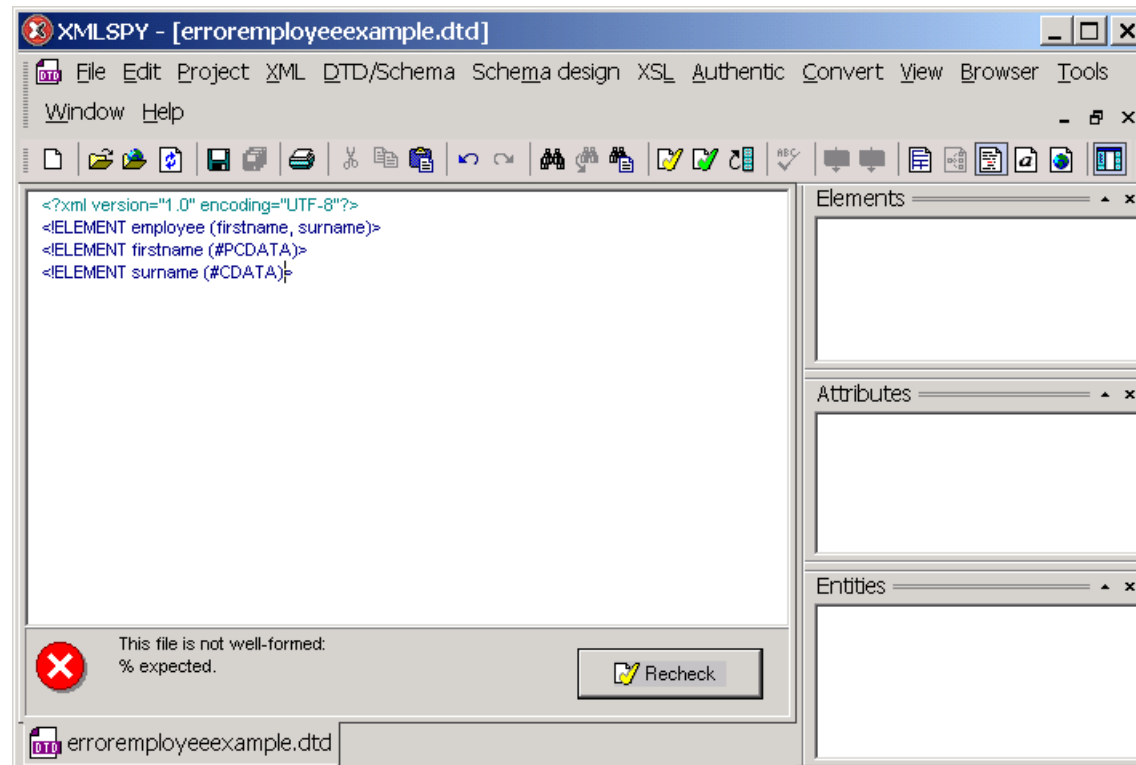 XMLSPY - [erroremployeeexample.dtd]
File Edit Project XML DTD/Schema Schema design XSL Authentic Convert View Browser Tools
Window Help
ABC
a
<?xml version="1.0" encoding="UTF-8"?>
<!ELEMENT employee (firstname, surname)>
<!ELEMENT firstname (#PCDATA)>
<!ELEMENT surname (#CDATA)>
Elements
Attributes
Entities
This file is not well-formed:
% expected.
Recheck
DTD erroremployeeexample.dtd